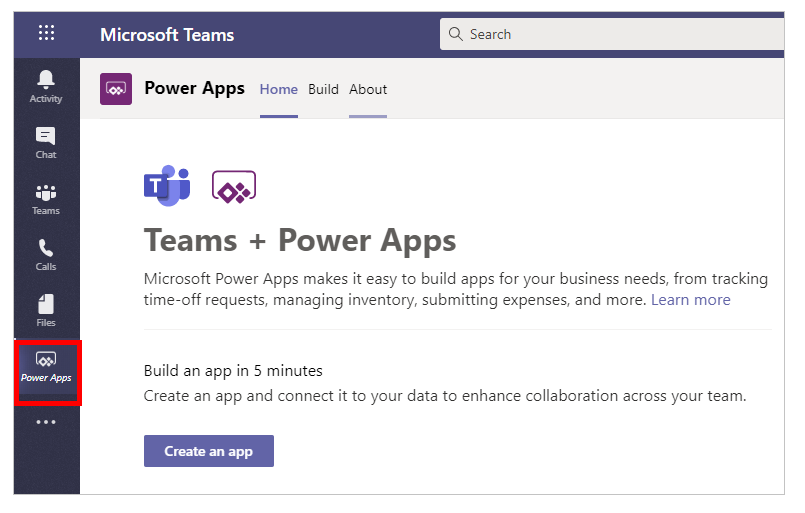 Microsoft Teams
Search
Activity
Chat
Teams
Calls
Files
Power Apps
Power Apps Home Build About
T
Teams + Power Apps
Microsoft Power Apps makes it easy to build apps for your business needs, from tracking
time-off requests, managing inventory, submitting expenses, and more. Learn more
Build an app in 5 minutes
Create an app and connect it to your data to enhance collaboration across your team.
Create an app